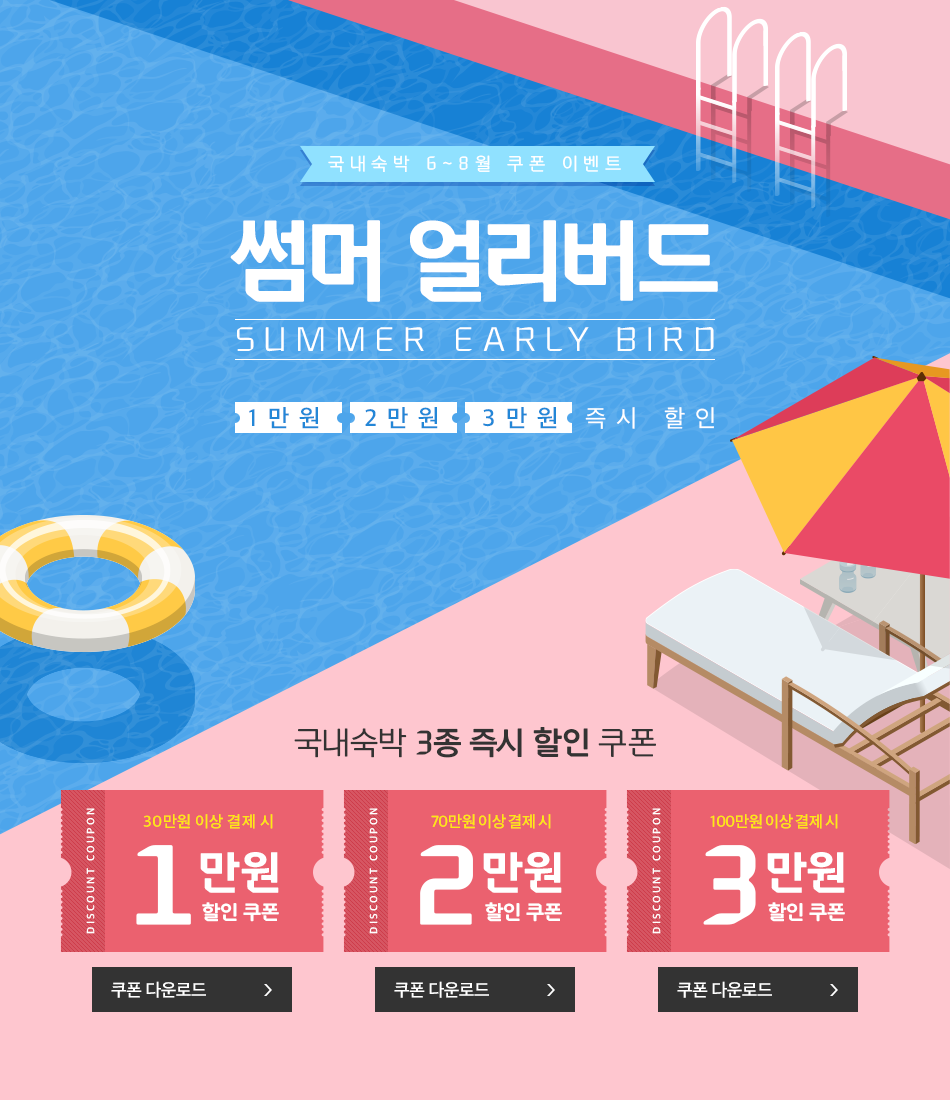 국내숙박 6~8월 쿠폰 이벤트
썸머 얼리버드
SUMMER EARLY BIRD
1만원 2만원 3만원 즉시 할인
국내숙박 3종 즉시 할인 쿠폰
DISCOUNT COUPON
30만원 이상 결제 시
1만원
할인 쿠폰
쿠폰 다운로드
DISCOUNT COUPON
70만원 이상 결제 시
2만원
할인 쿠폰
쿠폰 다운로드
DISCOUNT COUPON
100만원 이상 결제 시
3만원
할인 쿠폰
쿠폰 다운로드